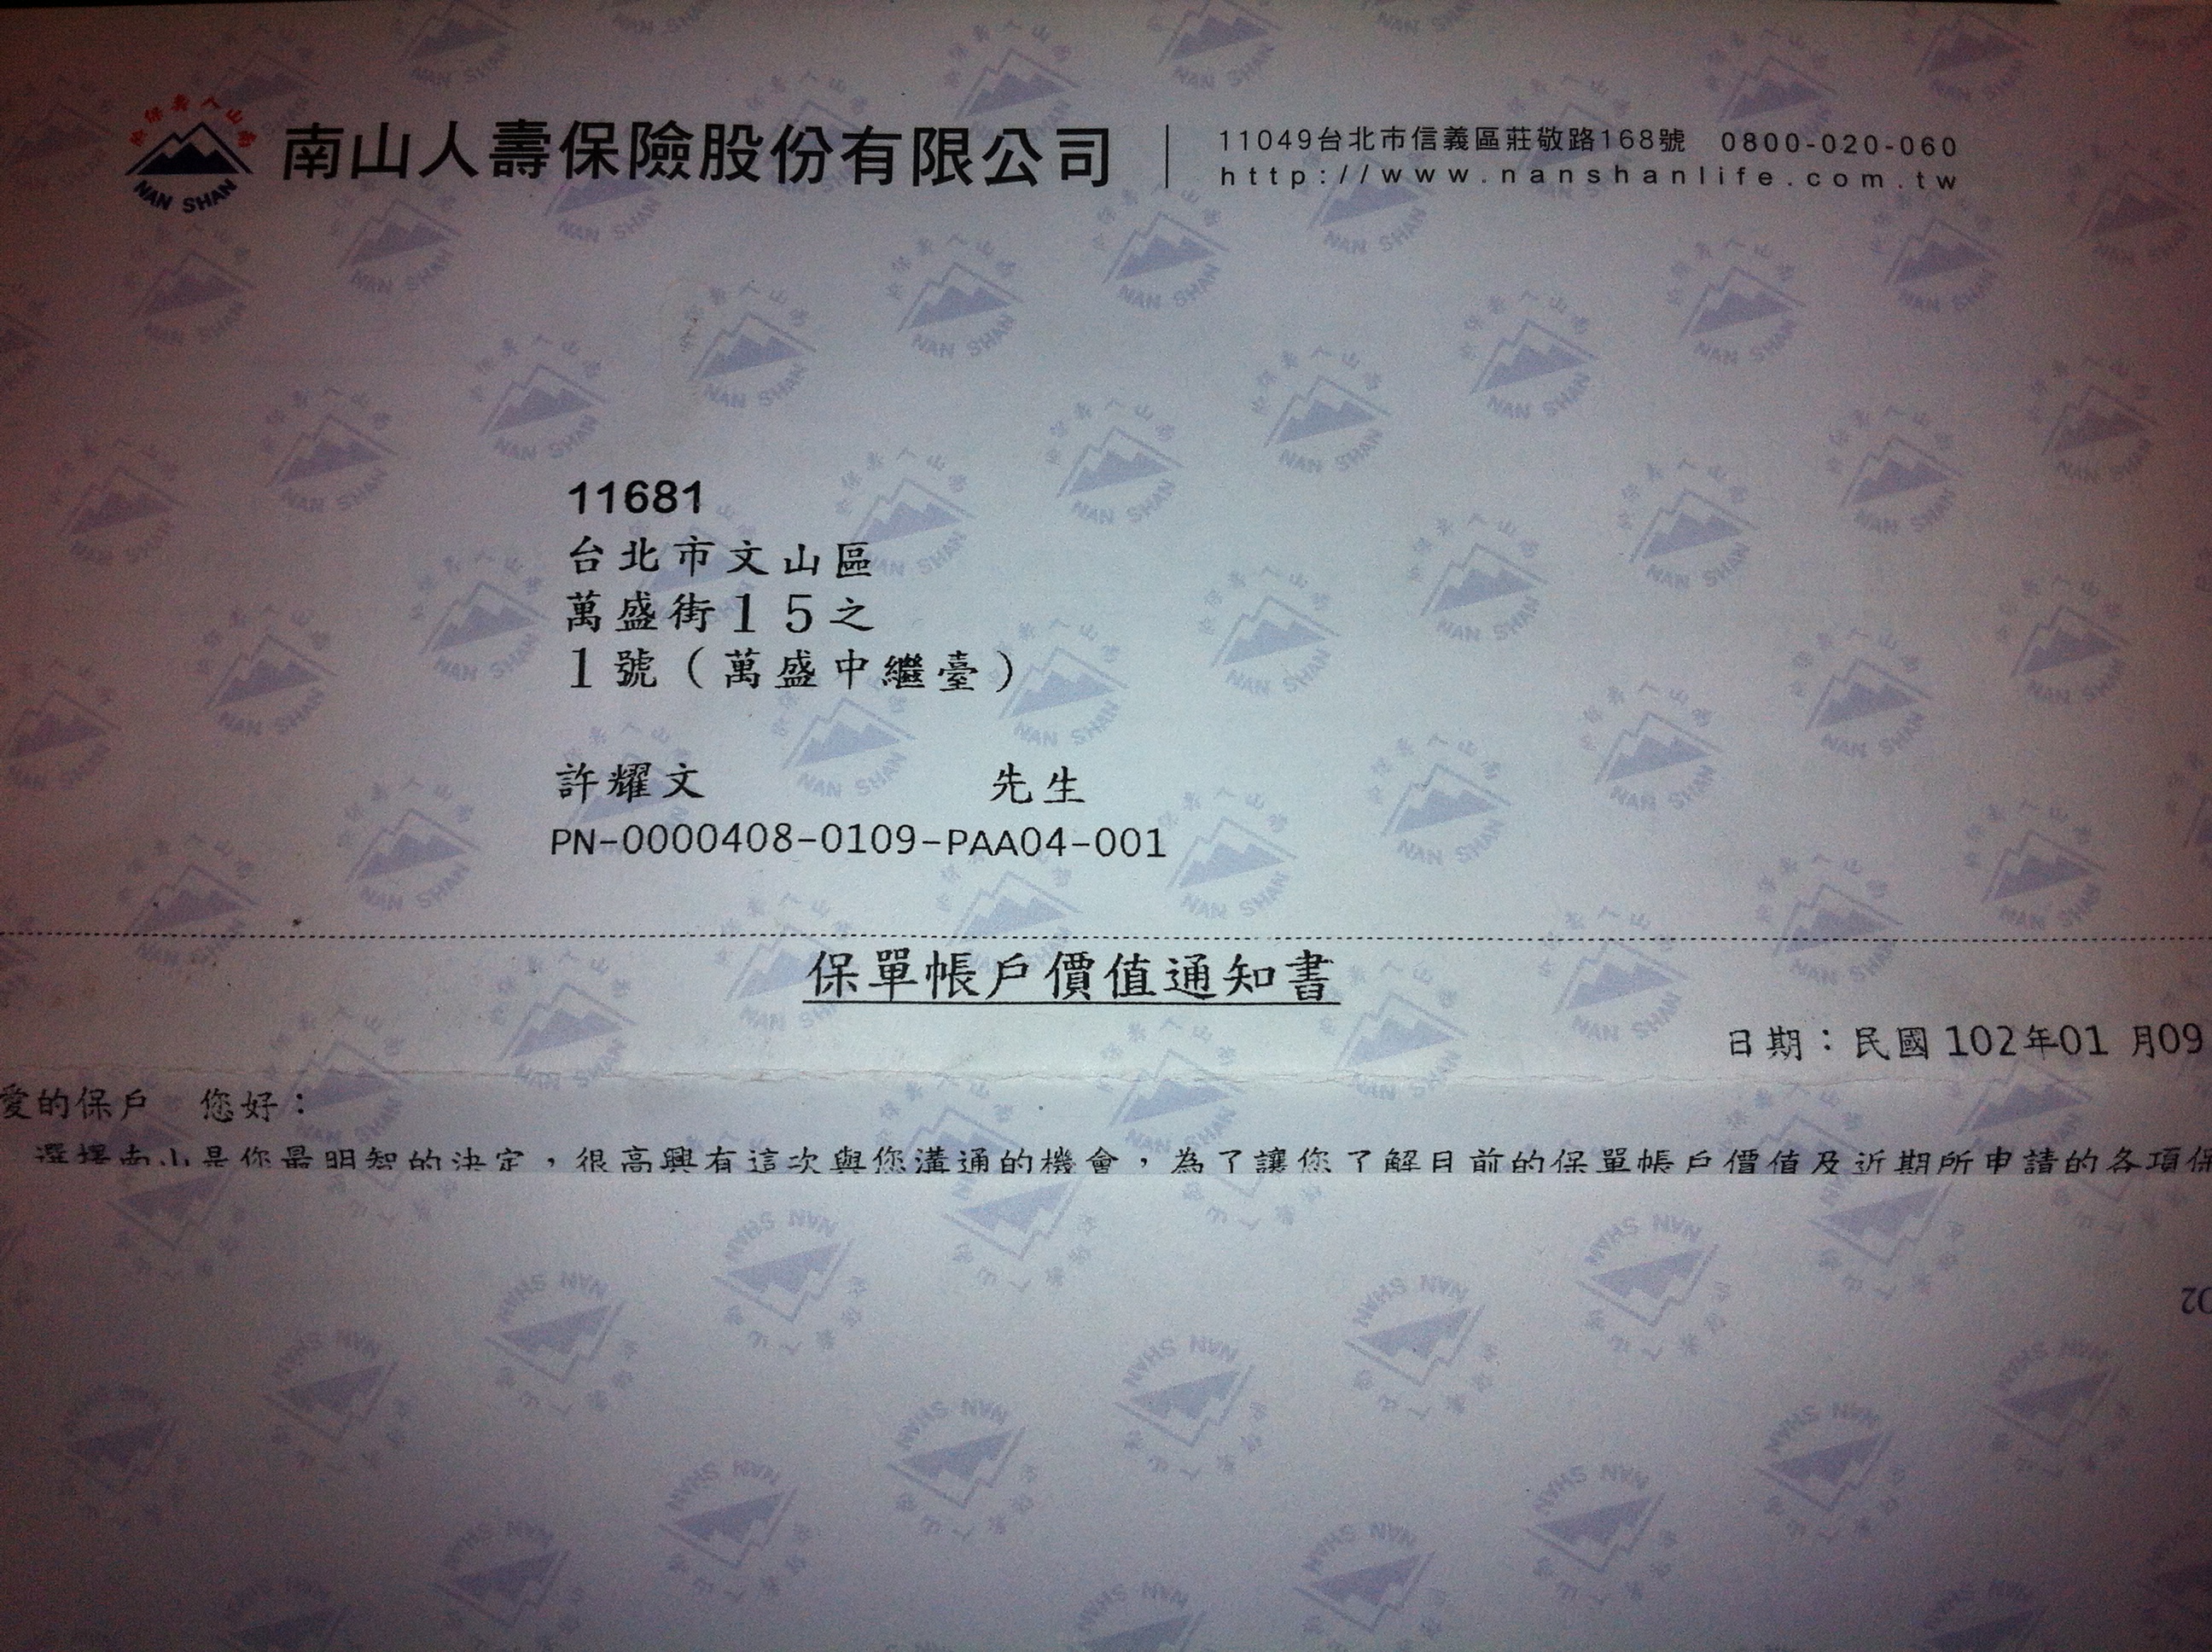 南山人壽保險股份有限公司
11049台北市信義區莊敬路168號 0800-020-060
http://www.nanshanlife.com.tw
NAN SHAN
11681
台北市文山區
萬盛街15之
1號(萬盛中繼臺)
許耀文 先生
PN-0000408-0109-PAA04-001
保單帳戶價值通知書
日期：民國 102年01 月09
愛的保戶 您好：
選擇南山是您最明智的決定，很高興有這次與您溝通的機會，為了讓您了解目前的保單帳戶價值及近期所申請的各項保